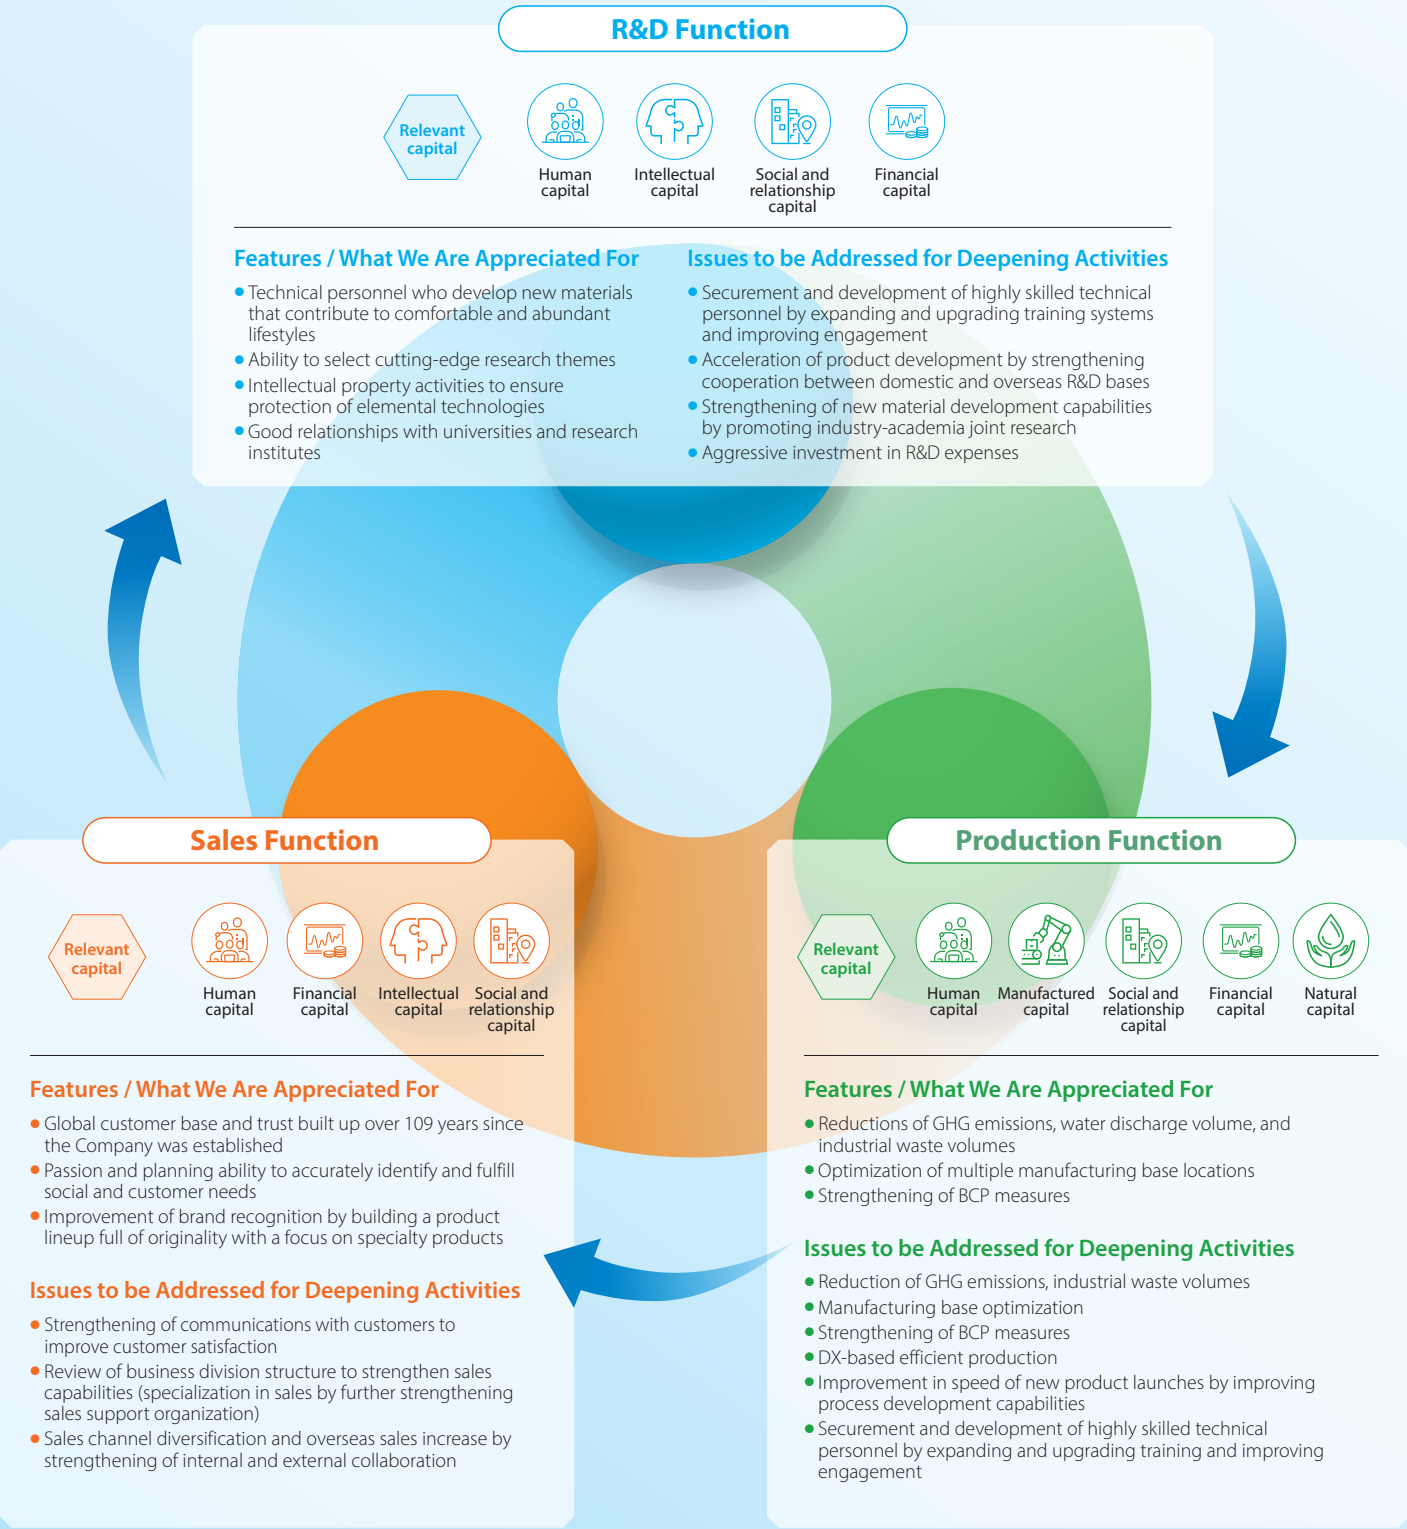 R&D Function
Relevant
capital
Human
capital
Intellectual
capital
Social and
relationship
capital
Financial
capital
Features / What We Are Appreciated For
● Technical personnel who develop new materials
that contribute to comfortable and abundant
lifestyles
● Ability to select cutting-edge research themes
● Intellectual property activities to ensure
protection of elemental technologies
● Good relationships with universities and research
institutes
Issues to be Addressed for Deepening Activities
● Securement and development of highly skilled technical
personnel by expanding and upgrading training systems
and improving engagement
● Acceleration of product development by strengthening
cooperation between domestic and overseas R&D bases
● Strengthening of new material development capabilities
by promoting industry-academia joint research
● Aggressive investment in R&D expenses
Sales Function
Relevant
capital
Human
capital
Financial
capital
Intellectual
capital
Social and
relationship
capital
Features / What We Are Appreciated For
● Global customer base and trust built up over 109 years since
the Company was established
● Passion and planning ability to accurately identify and fulfill
social and customer needs
● Improvement of brand recognition by building a product
lineup full of originality with a focus on specialty products
Issues to be Addressed for Deepening Activities
● Strengthening of communications with customers to
improve customer satisfaction
● Review of business division structure to strengthen sales
capabilities (specialization in sales by further strengthening
sales support organization)
● Sales channel diversification and overseas sales increase by
strengthening of internal and external collaboration
Production Function
Relevant
capital
Human
capital
Manufactured
capital
Social and
relationship
capital
Financial
capital
Natural
capital
Features / What We Are Appreciated For
● Reductions of GHG emissions, water discharge volume, and
industrial waste volumes
● Optimization of multiple manufacturing base locations
● Strengthening of BCP measures
Issues to be Addressed for Deepening Activities
● Reduction of GHG emissions, industrial waste volumes
● Manufacturing base optimization
● Strengthening of BCP measures
● DX-based efficient production
● Improvement in speed of new product launches by improving
process development capabilities
● Securement and development of highly skilled technical
personnel by expanding and upgrading training and improving
engagement